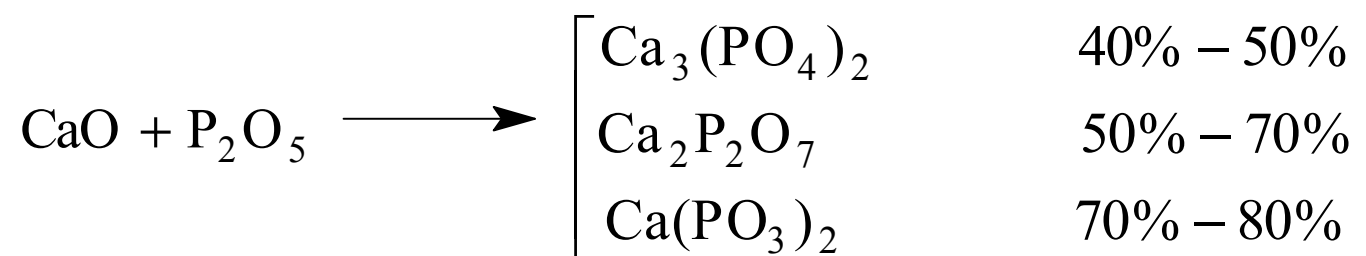 Ca₃(PO₄)₂ 40% – 50%
CaO + P₂O₅ ⟶ Ca₂P₂O₇ 50% – 70%
Ca(PO₃)₂ 70% – 80%